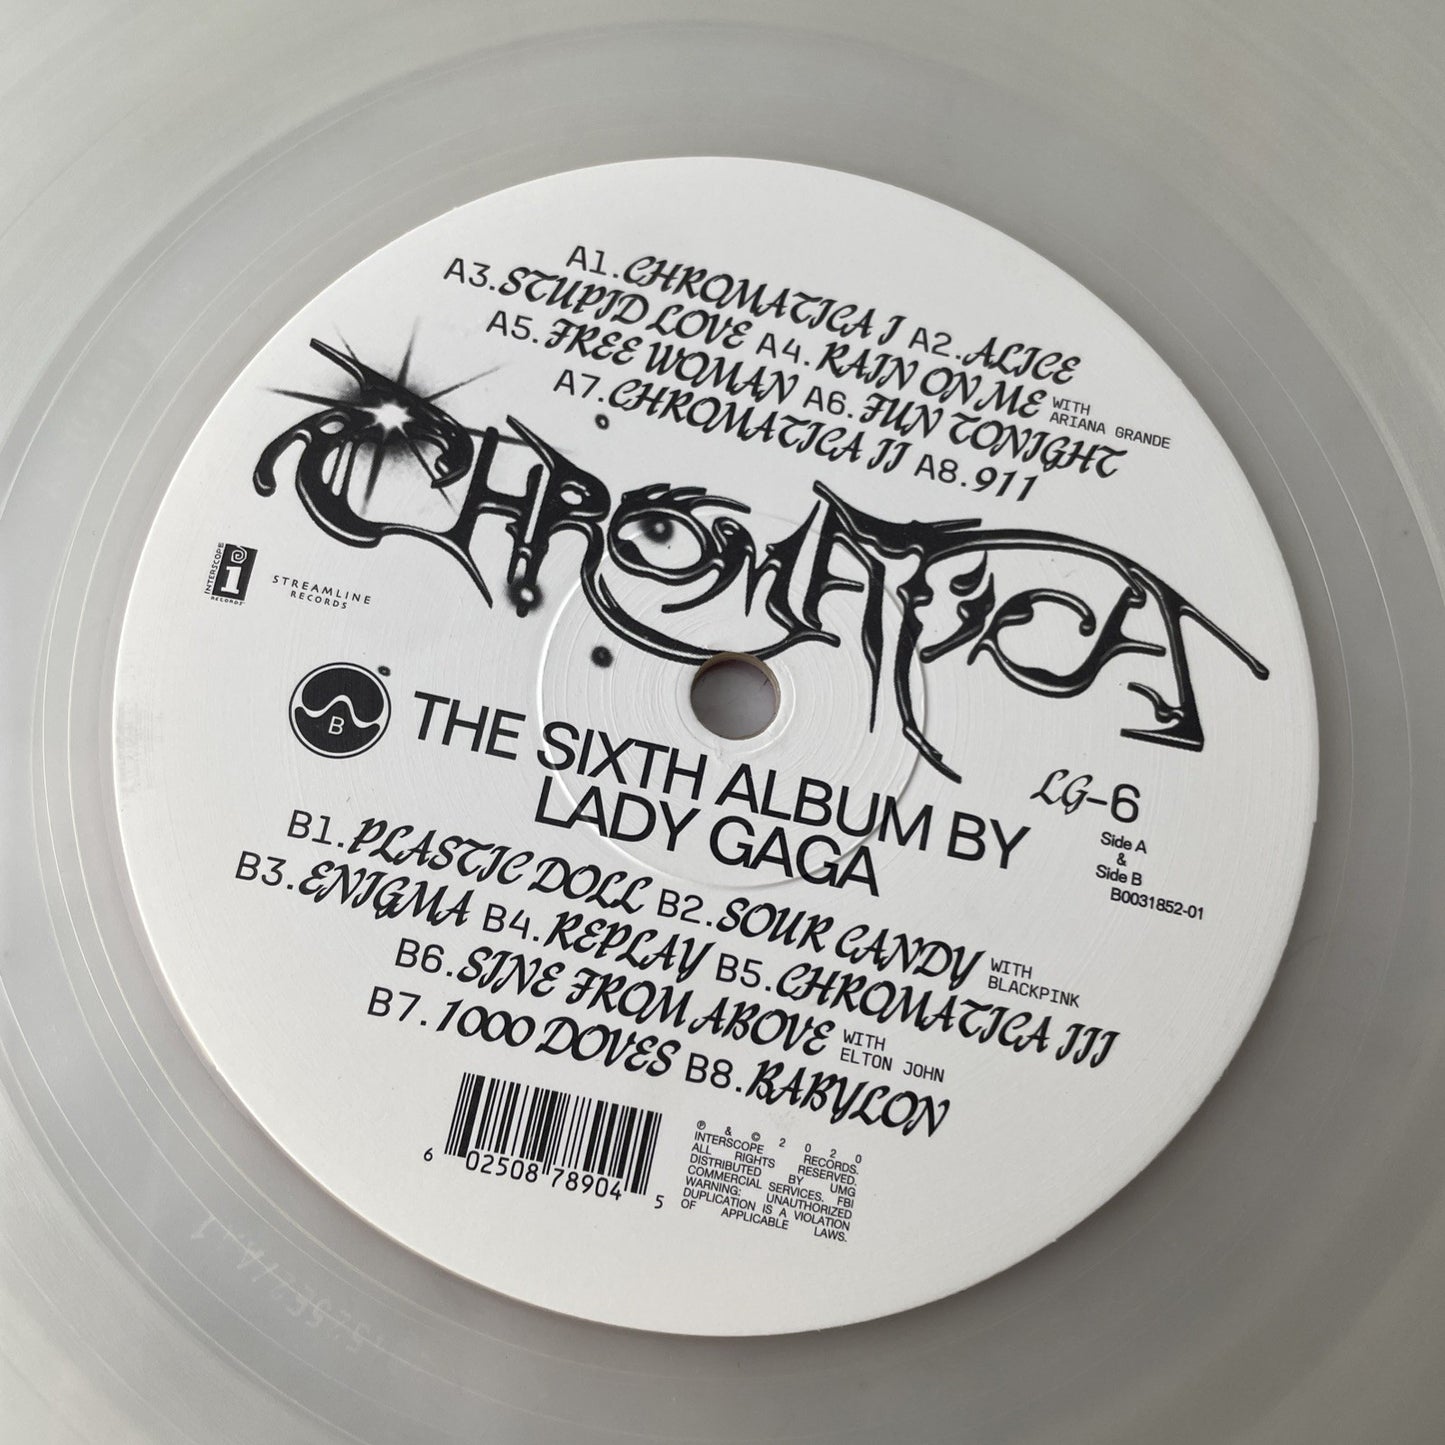 A1.CHROMATICA I A2.ALICE
A3.STUPID LOVE A4.RAIN ON ME WITH ARIANA GRANDE
A5.FREE WOMAN A6.FUN TONIGHT
A7.CHROMATICA II A8.911
CHROMATICA
INTERSCOPE
RECORDS
STREAMLINE
RECORDS
B
THE SIXTH ALBUM BY
LADY GAGA
LG-6
Side A
&
Side B
B0031852-01
B1.PLASTIC DOLL B2.SOUR CANDY WITH BLACKPINK
B3.ENIGMA B4.REPLAY B5.CHROMATICA III
B6.SINE FROM ABOVE WITH ELTON JOHN
B7.1000 DOVES B8.BABYLON
6 02508 78904 5
℗ & © 2 0 2 0
INTERSCOPE RECORDS.
ALL RIGHTS RESERVED.
DISTRIBUTED BY UMG
COMMERCIAL SERVICES. FBI
WARNING: UNAUTHORIZED
DUPLICATION IS A VIOLATION
OF APPLICABLE LAWS.